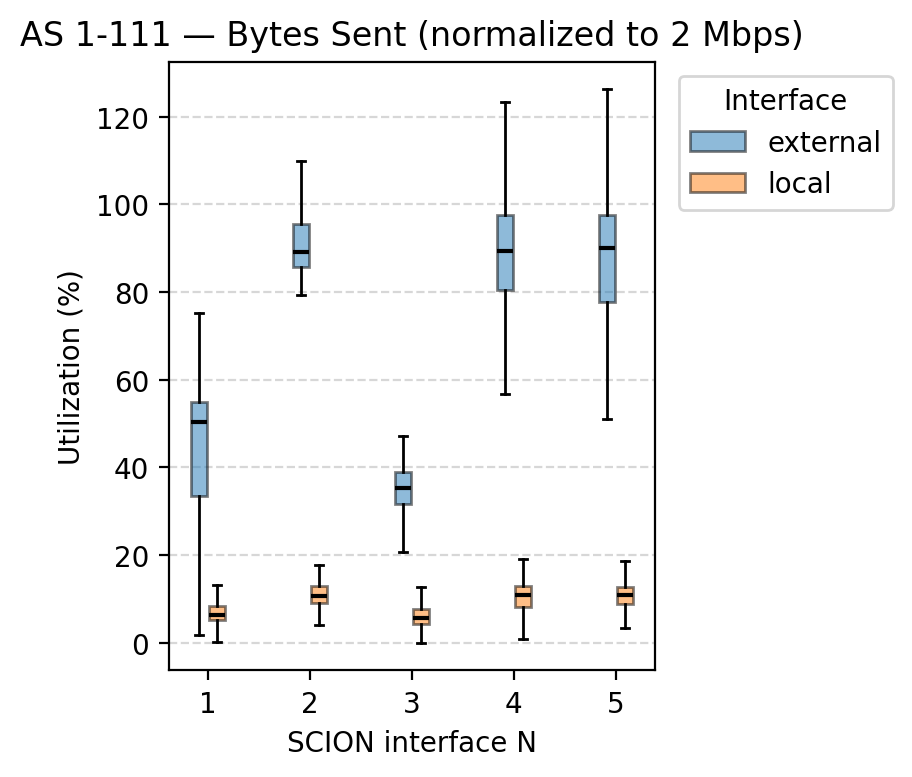 AS 1-111 — Bytes Sent (normalized to 2 Mbps)
Interface
external
local
Utilization (%)
120
100
80
60
40
20
0
1 2 3 4 5
SCION interface N